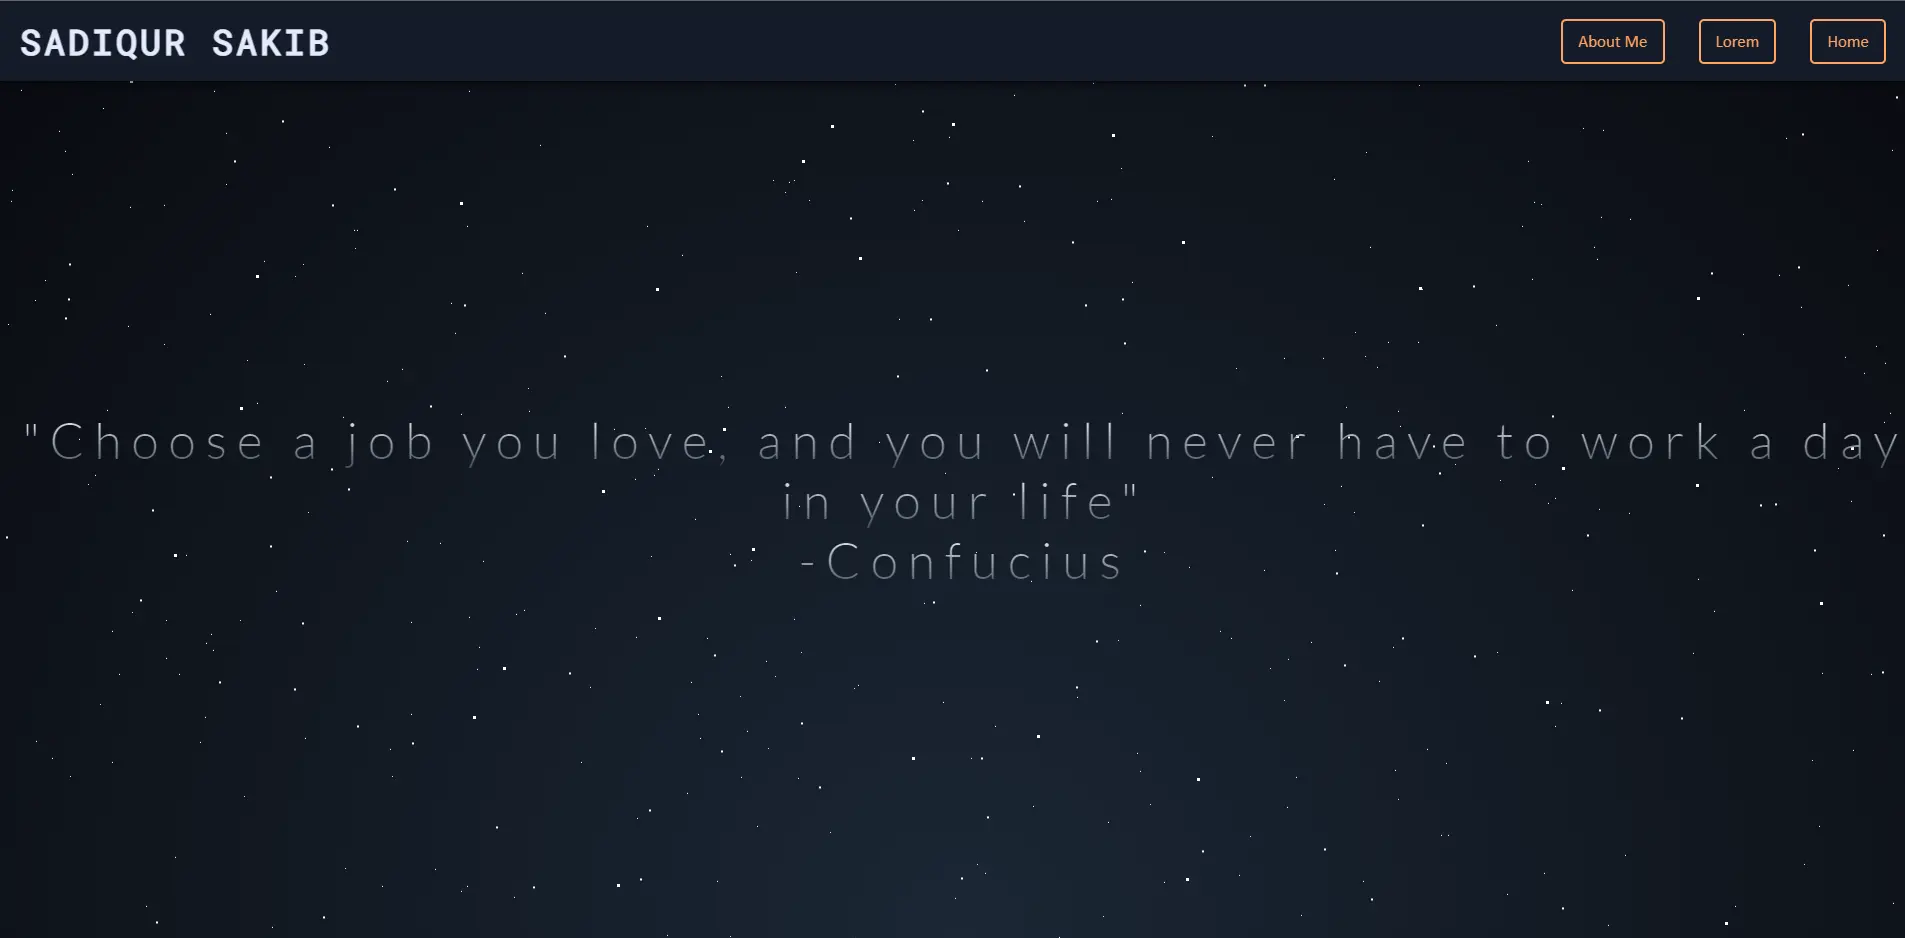 SADIQUR SAKIB
About Me
Lorem
Home
"Choose a job you love, and you will never have to work a day
in your life"
-Confucius